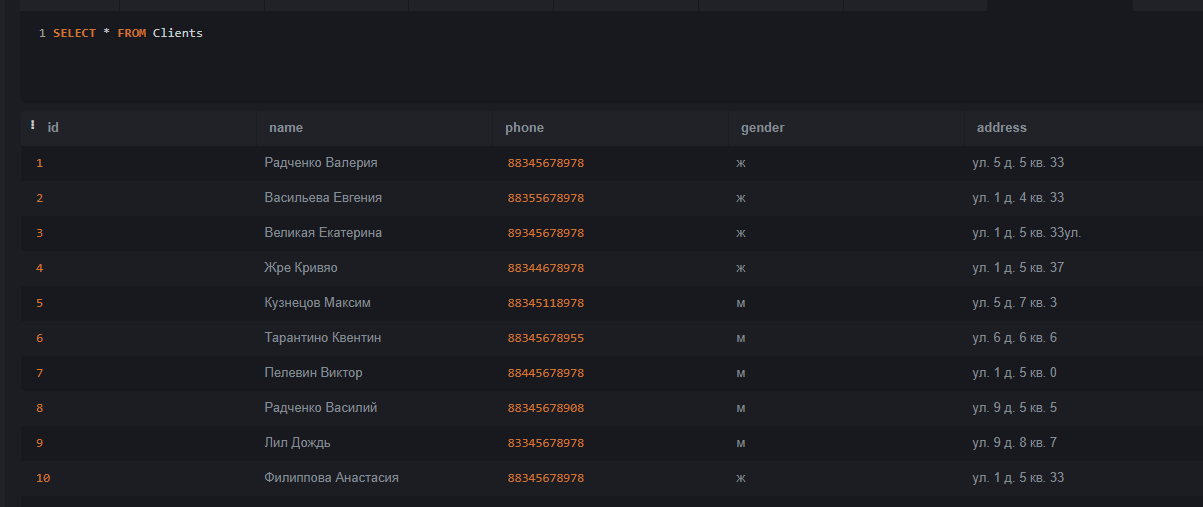 1 SELECT * FROM Clients
id name phone gender address
1 Радченко Валерия 88345678978 ж ул. 5 д. 5 кв. 33
2 Васильева Евгения 88355678978 ж ул. 1 д. 4 кв. 33
3 Великая Екатерина 89345678978 ж ул. 1 д. 5 кв. 33ул.
4 Жре Кривяо 88344678978 ж ул. 1 д. 5 кв. 37
5 Кузнецов Максим 88345118978 м ул. 5 д. 7 кв. 3
6 Тарантино Квентин 88345678955 м ул. 6 д. 6 кв. 6
7 Пелевин Виктор 88445678978 м ул. 1 д. 5 кв. 0
8 Радченко Василий 88345678908 м ул. 9 д. 5 кв. 5
9 Лил Дождь 83345678978 м ул. 9 д. 8 кв. 7
10 Филиппова Анастасия 88345678978 ж ул. 1 д. 5 кв. 33